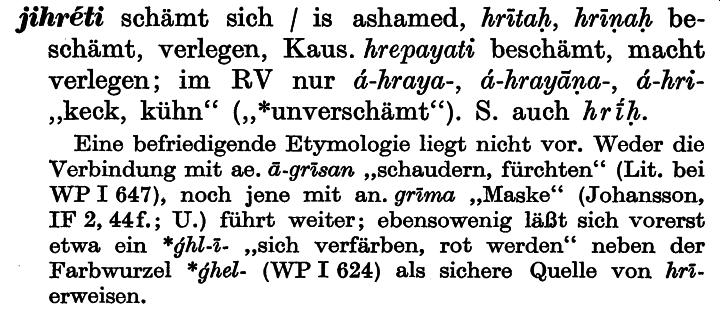 jihréti schämt sich / is ashamed, hrītaḥ, hrīṇaḥ be-
schämt, verlegen, Kaus. hrepayati beschämt, macht
verlegen; im RV nur á-hraya-, á-hrayāṇa-, á-hri-
„keck, kühn“ („*unverschämt“). S. auch hrī́ḥ.
Eine befriedigende Etymologie liegt nicht vor. Weder die
Verbindung mit ae. ā-grīsan „schaudern, fürchten“ (Lit. bei
WP I 647), noch jene mit an. grīma „Maske“ (Johansson,
IF 2, 44f.; U.) führt weiter; ebensowenig läßt sich vorerst
etwa ein *ǵhl-ī- „sich verfärben, rot werden“ neben der
Farbwurzel *ǵhel- (WP I 624) als sichere Quelle von hrī-
erweisen.